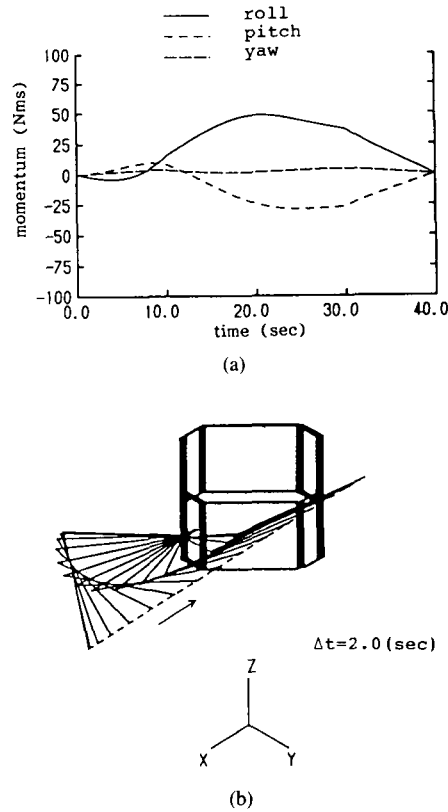 roll
pitch
yaw
momentum (Nms)
100
75
50
25
0
-25
-50
-75
-100
0.0 10.0 20.0 30.0 40.0
time (sec)
(a)
Δt=2.0(sec)
Z
X Y
(b)